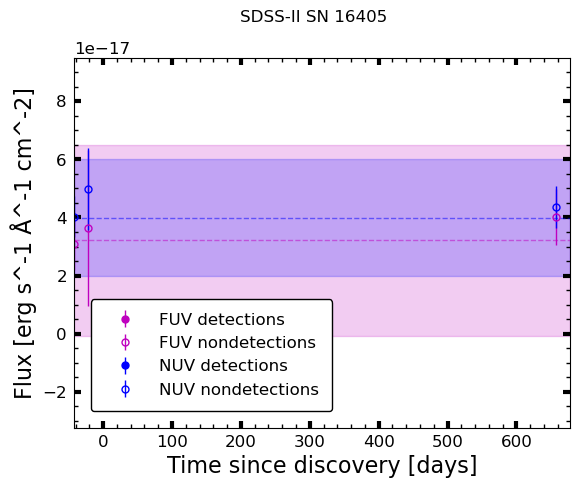 SDSS-II SN 16405
1e−17
Flux [erg s^-1 Å^-1 cm^-2]
8
6
4
2
0
−2
FUV detections
FUV nondetections
NUV detections
NUV nondetections
0 100 200 300 400 500 600
Time since discovery [days]